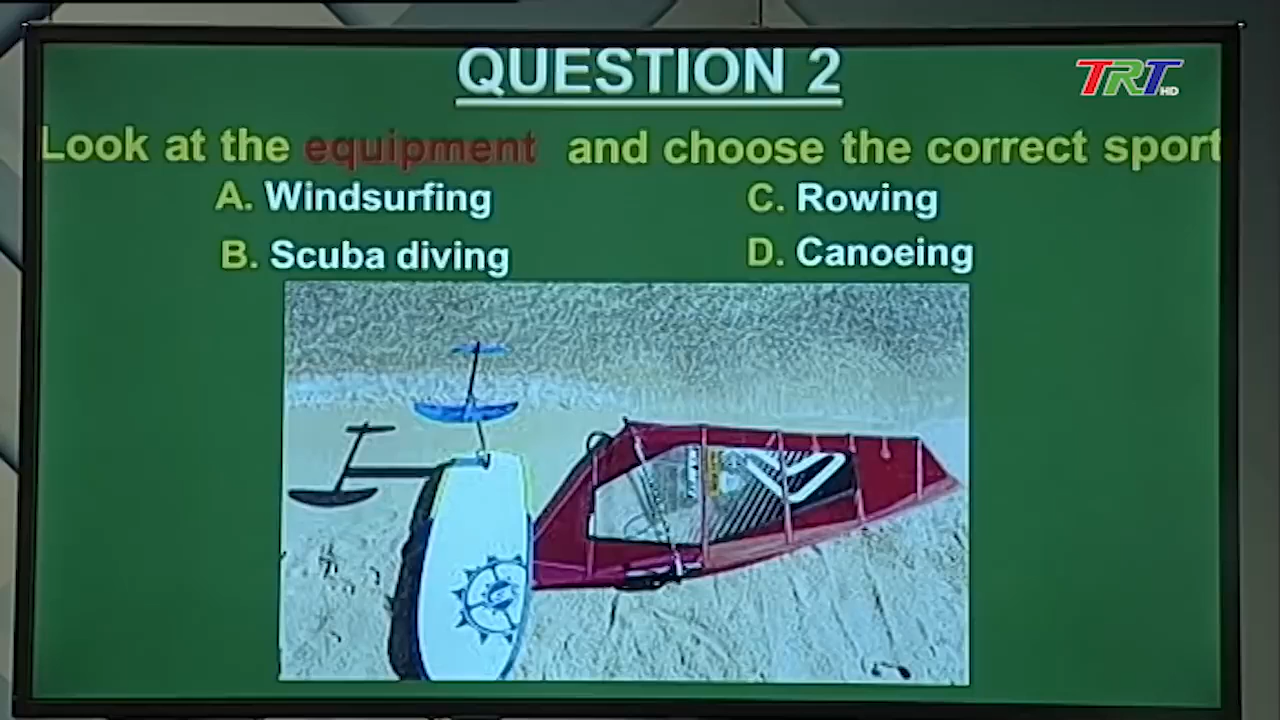 QUESTION 2
TRT HD
Look at the equipment and choose the correct sport
A. Windsurfing
C. Rowing
B. Scuba diving
D. Canoeing